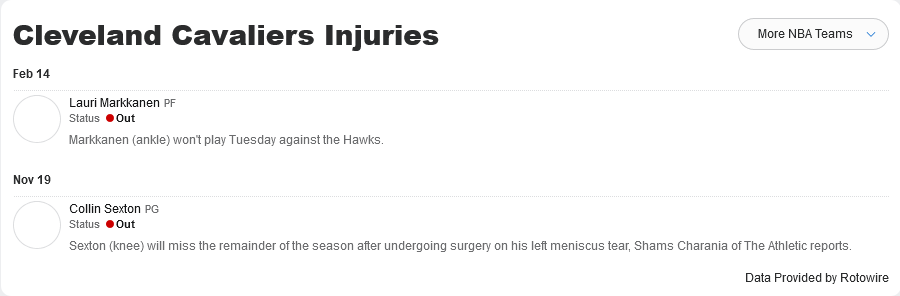 Cleveland Cavaliers Injuries
More NBA Teams
Feb 14
Lauri Markkanen PF
Status Out
Markkanen (ankle) won't play Tuesday against the Hawks.
Nov 19
Collin Sexton PG
Status Out
Sexton (knee) will miss the remainder of the season after undergoing surgery on his left meniscus tear, Shams Charania of The Athletic reports.
Data Provided by Rotowire